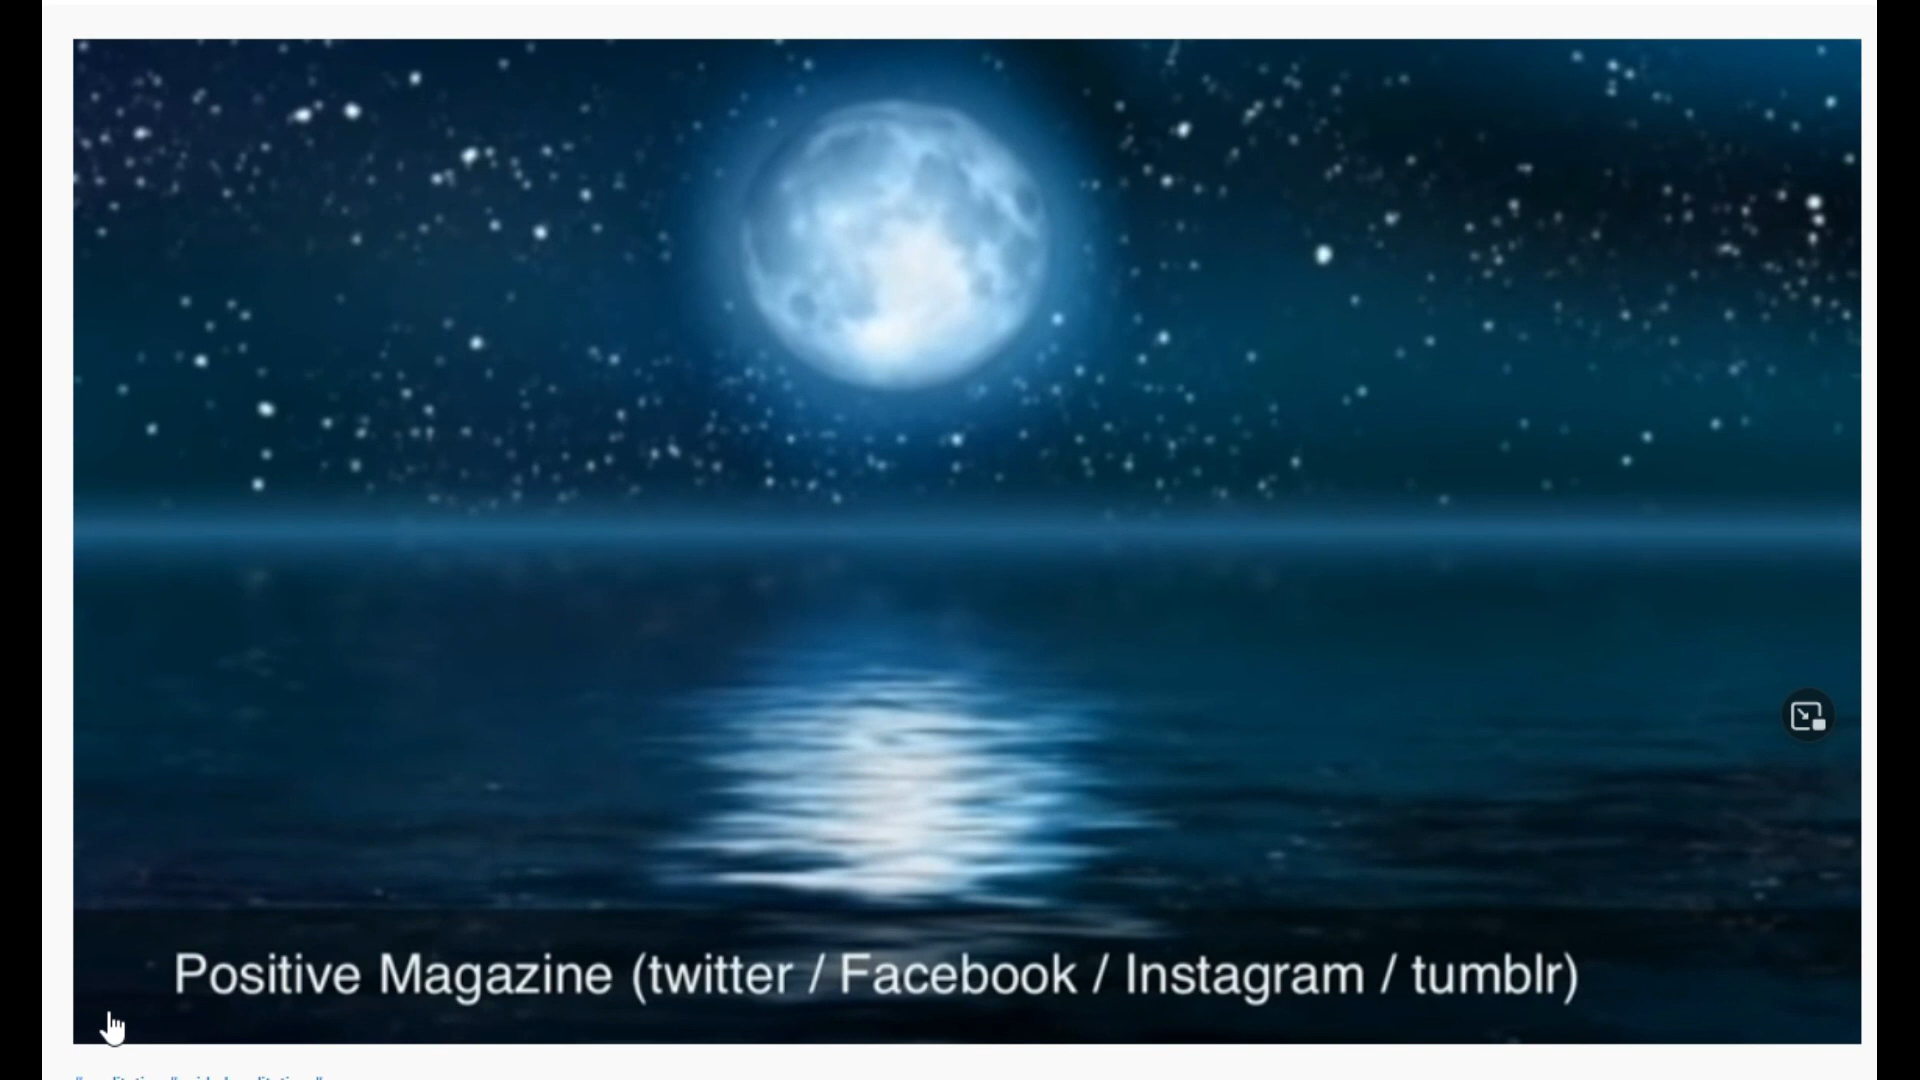 Positive Magazine (twitter / Facebook / Instagram / tumblr)